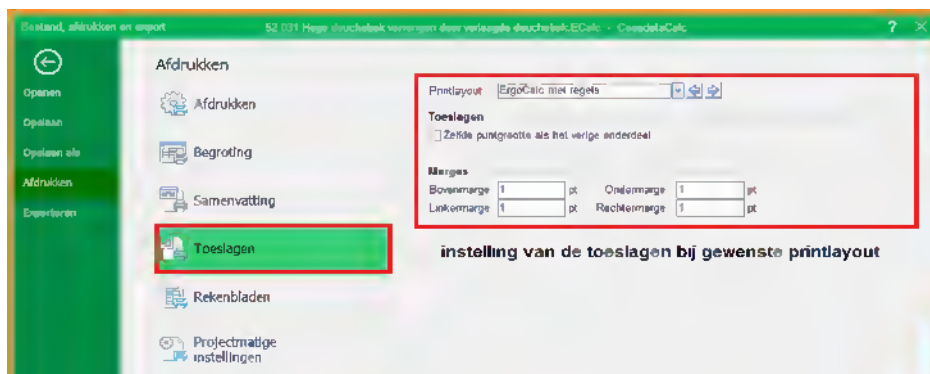 Bestand, afdrukken en export
52 031 Hoge douchebak vervangen door verlaagde douchebak.ECalc - CosedataCalc
?
Openen
Opslaan
Opslaan als
Afdrukken
Exporteren
Afdrukken
Afdrukken
Begroting
Samenvatting
Toeslagen
Rekenbladen
Projectmatige
instellingen
Printlayout ErgoCalc met regels
Toeslagen
Zelfde puntgrootte als het vorige onderdeel
Marges
Bovenmarge 1 pt Ondermarge 1 pt
Linkermarge 1 pt Rechtermarge 1 pt
instelling van de toeslagen bij gewenste printlayout